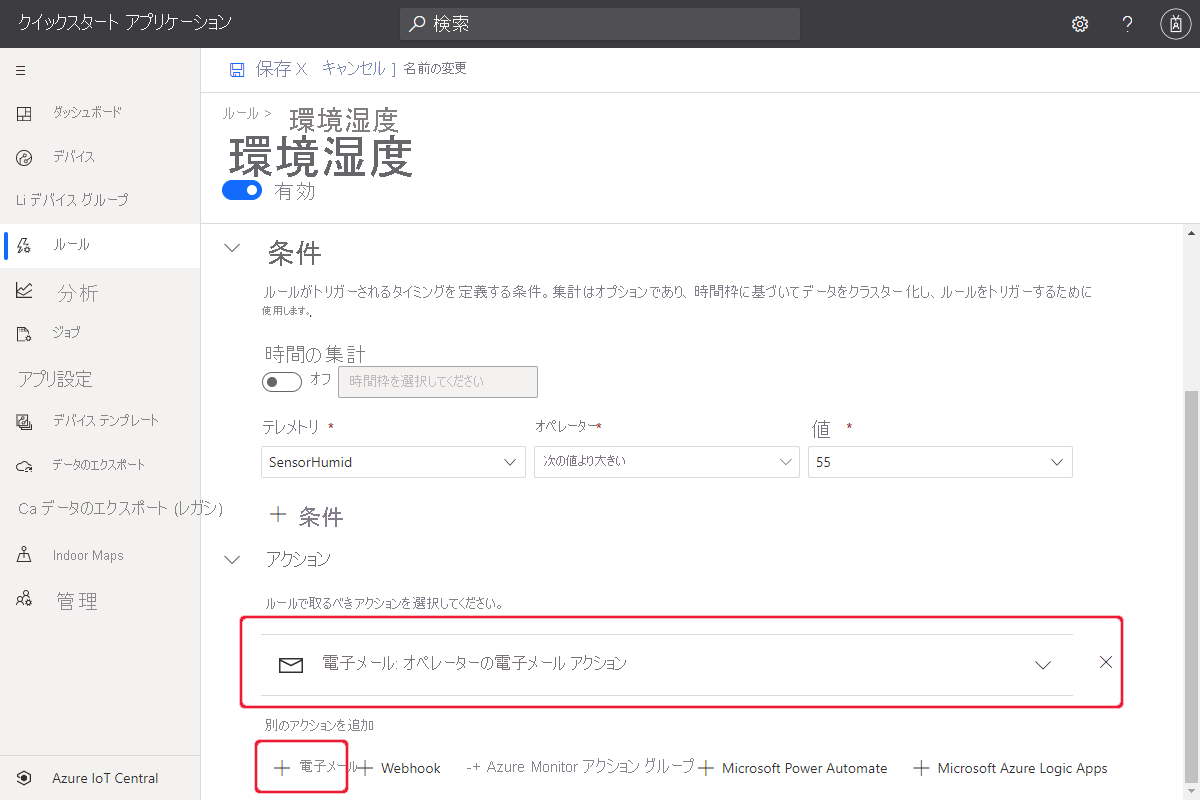 クイックスタート アプリケーション
検索
保存 X キャンセル ] 名前の変更
ダッシュボード
デバイス
Li デバイス グループ
ルール
分析
ジョブ
アプリ設定
デバイス テンプレート
データのエクスポート
Ca データのエクスポート (レガシ)
Indoor Maps
管理
Azure IoT Central
ルール > 環境湿度
環境湿度
有効
条件
ルールがトリガーされるタイミングを定義する条件。集計はオプションであり、時間枠に基づいてデータをクラスター化し、ルールをトリガーするために
使用します。.
時間の集計
オフ 時間枠を選択してください
テレメトリ * オペレーター* 値 *
SensorHumid 次の値より大きい 55
+ 条件
アクション
ルールで取るべきアクションを選択してください。
電子メール: オペレーターの電子メール アクション
別のアクションを追加
+ 電子メール + Webhook -+ Azure Monitor アクション グループ + Microsoft Power Automate + Microsoft Azure Logic Apps